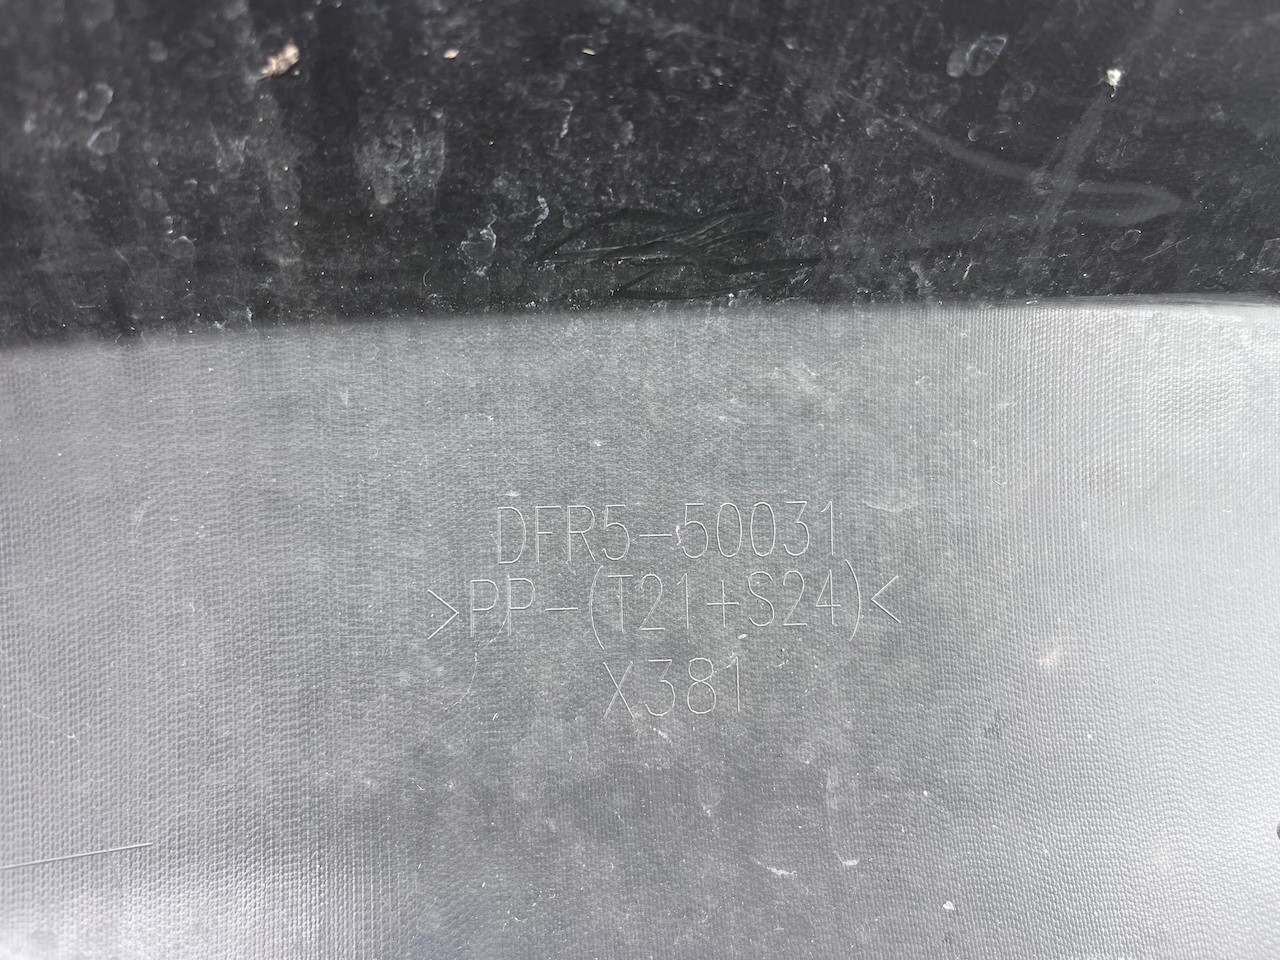 DFR5-50031
>PP-(T21+S24)<
X381